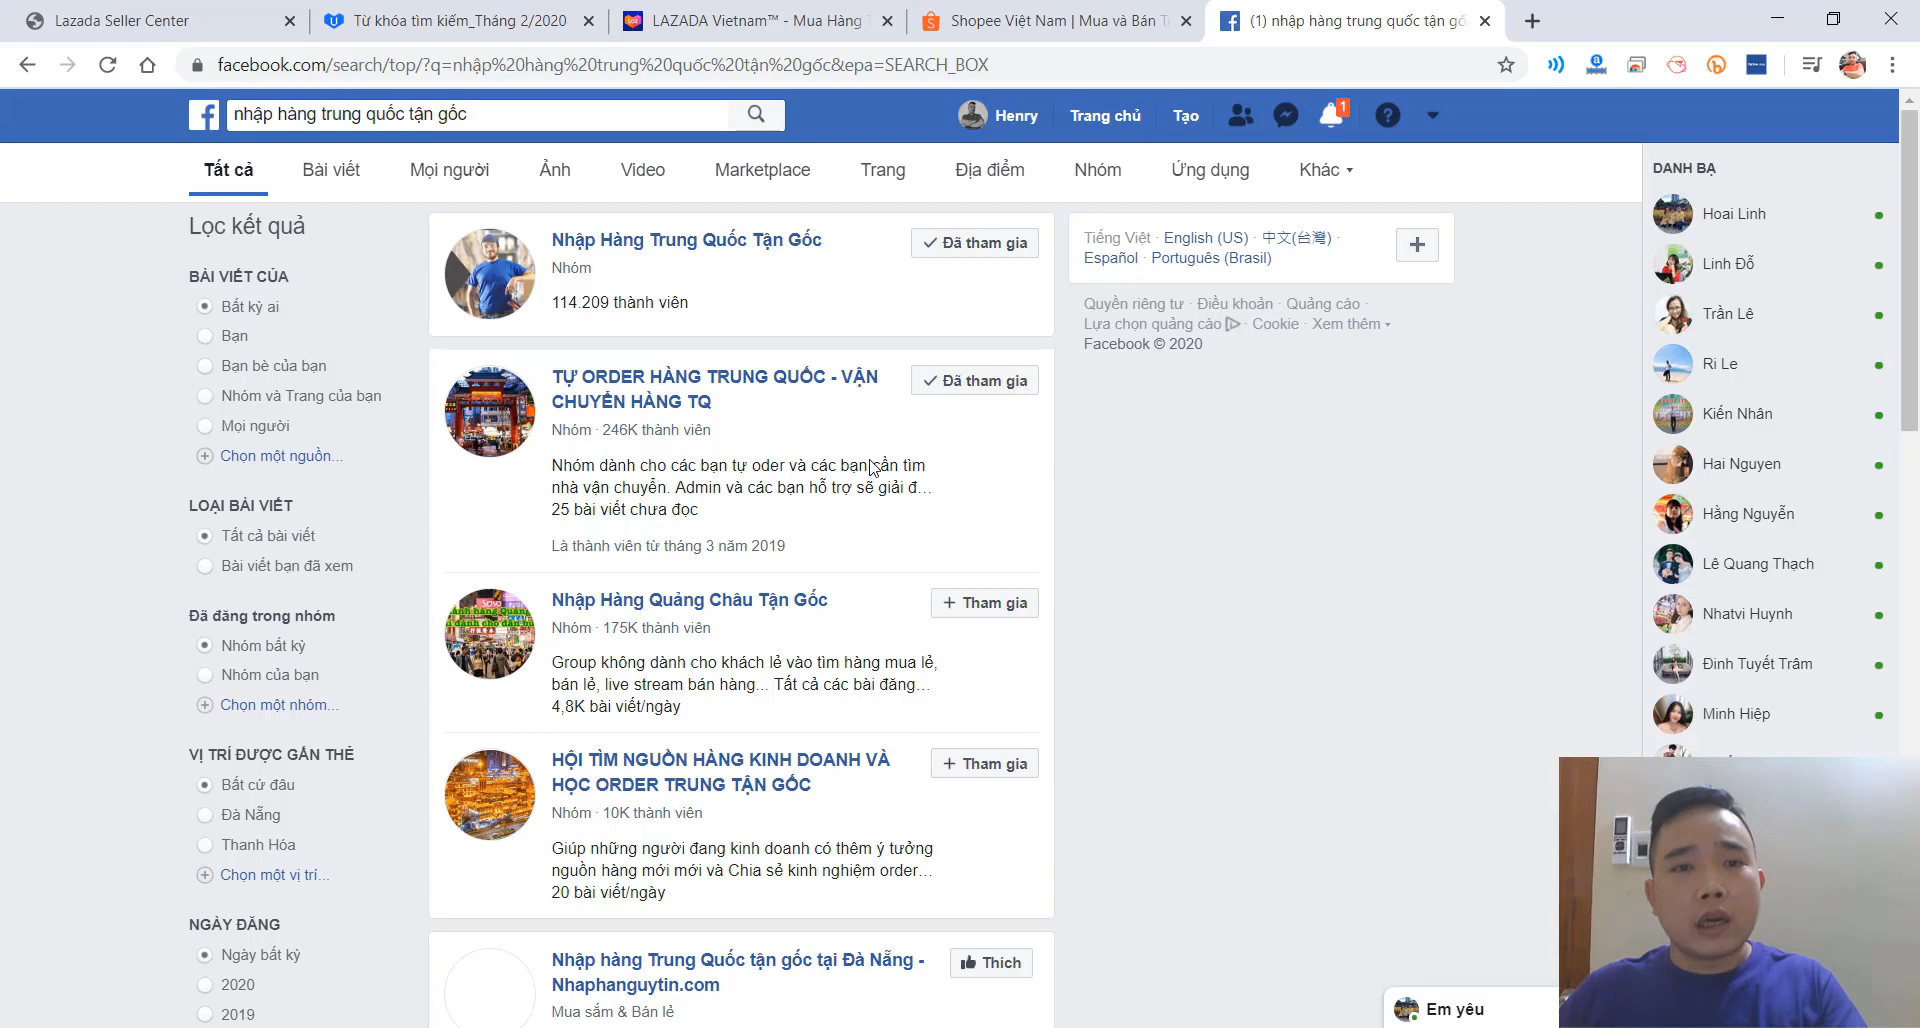 Lazada Seller Center
Từ khóa tìm kiếm_Tháng 2/2020
LAZADA Vietnam™ - Mua Hàng
Shopee Việt Nam | Mua và Bán
(1) nhập hàng trung quốc tận gố
facebook.com/search/top/?q=nhập%20hàng%20trung%20quốc%20tận%20gốc&epa=SEARCH_BOX
nhập hàng trung quốc tận gốc
Henry
Trang chủ
Tạo
1
Tất cả
Bài viết
Mọi người
Ảnh
Video
Marketplace
Trang
Địa điểm
Nhóm
Ứng dụng
Khác
Lọc kết quả
BÀI VIẾT CỦA
Bất kỳ ai
Bạn
Bạn bè của bạn
Nhóm và Trang của bạn
Mọi người
Chọn một nguồn...
LOẠI BÀI VIẾT
Tất cả bài viết
Bài viết bạn đã xem
Đã đăng trong nhóm
Nhóm bất kỳ
Nhóm của bạn
Chọn một nhóm...
VỊ TRÍ ĐƯỢC GẮN THẺ
Bất cứ đâu
Đà Nẵng
Thanh Hóa
Chọn một vị trí...
NGÀY ĐĂNG
Ngày bất kỳ
2020
2019
Nhập Hàng Trung Quốc Tận Gốc
Đã tham gia
Nhóm
114.209 thành viên
TỰ ORDER HÀNG TRUNG QUỐC - VẬN
CHUYỂN HÀNG TQ
Đã tham gia
Nhóm · 246K thành viên
Nhóm dành cho các bạn tự oder và các bạn cần tìm
nhà vận chuyển. Admin và các bạn hỗ trợ sẽ giải đ...
25 bài viết chưa đọc
Là thành viên từ tháng 3 năm 2019
Nhập Hàng Quảng Châu Tận Gốc
Tham gia
Nhóm · 175K thành viên
Group không dành cho khách lẻ vào tìm hàng mua lẻ,
bán lẻ, live stream bán hàng... Tất cả các bài đăng...
4,8K bài viết/ngày
HỘI TÌM NGUỒN HÀNG KINH DOANH VÀ
HỌC ORDER TRUNG TẬN GỐC
Tham gia
Nhóm · 10K thành viên
Giúp những người đang kinh doanh có thêm ý tưởng
nguồn hàng mới mới và Chia sẻ kinh nghiệm order...
20 bài viết/ngày
Nhập hàng Trung Quốc tận gốc tại Đà Nẵng -
Nhaphanguytin.com
Thích
Mua sắm & Bán lẻ
Tiếng Việt · English (US) · 中文(台灣) ·
Español · Português (Brasil)
Quyền riêng tư · Điều khoản · Quảng cáo ·
Lựa chọn quảng cáo · Cookie · Xem thêm
Facebook © 2020
DANH BẠ
Hoai Linh
Linh Đỗ
Trần Lê
Ri Le
Kiến Nhân
Hai Nguyen
Hằng Nguyễn
Lê Quang Thạch
Nhatvi Huynh
Đinh Tuyết Trâm
Minh Hiệp
Em yêu